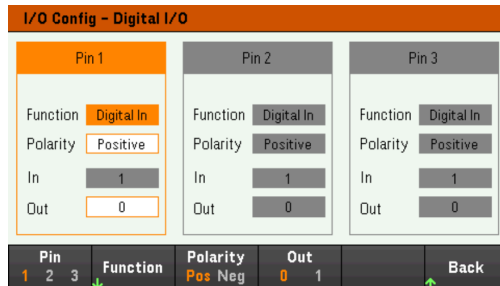 I/O Config - Digital I/O
Pin 1 Pin 2 Pin 3
Function Digital In Function Digital In Function Digital In
Polarity Positive Polarity Positive Polarity Positive
In 1 In 1 In 1
Out 0 Out 0 Out 0
Pin Function Polarity Out Back
1 2 3 Pos Neg 0 1